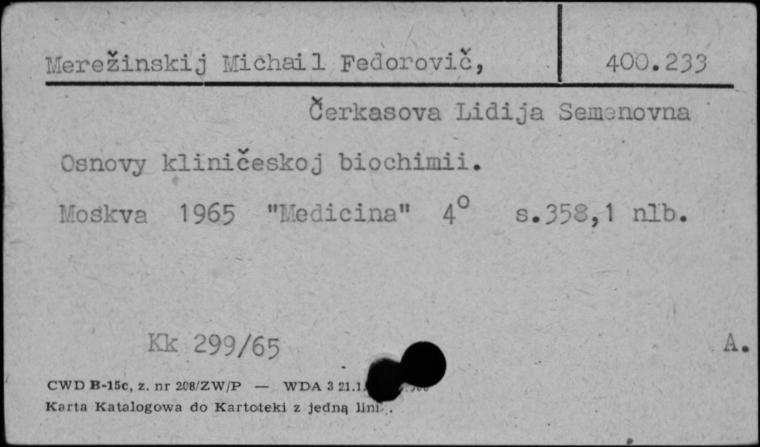 Merežinskij Michail Fedorovič, 400.233
Čerkasova Lidija Semenovna
Osnovy kliničeskoj biochimii.
Moskva 1965 "Medicina" 4° s.358,1 nlb.
Kk 299/65 A.
CWD B-15c, z. nr 208/ZW/P — WDA 3 21.1
Karta Katalogowa do Kartoteki z jedną